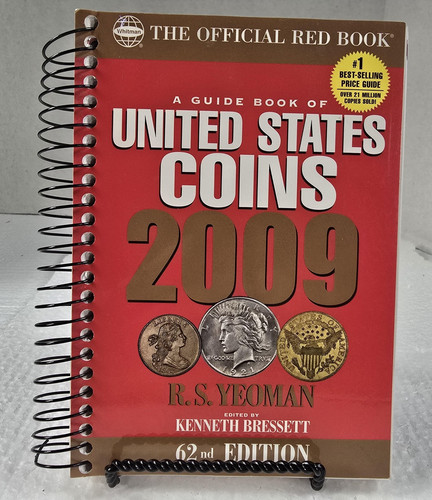 Whitman
THE OFFICIAL RED BOOK®
#1
BEST-SELLING
PRICE GUIDE
OVER 21 MILLION
COPIES SOLD!
A GUIDE BOOK OF
UNITED STATES
COINS
2009
1921
R.S. YEOMAN
EDITED BY
KENNETH BRESSETT
62nd EDITION